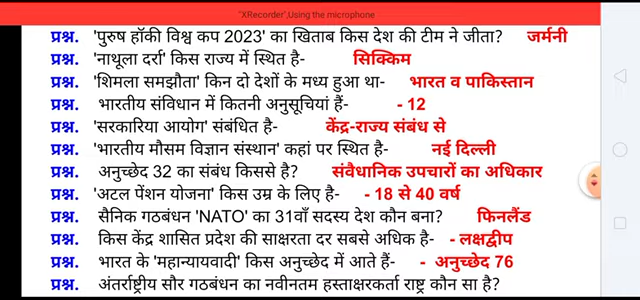 "XRecorder",Using the microphone
प्रश्न. 'पुरुष हॉकी विश्व कप 2023' का खिताब किस देश की टीम ने जीता? जर्मनी
प्रश्न. 'नाथूला दर्रा' किस राज्य में स्थित है- सिक्किम
प्रश्न. 'शिमला समझौता' किन दो देशों के मध्य हुआ था- भारत व पाकिस्तान
प्रश्न. भारतीय संविधान में कितनी अनुसूचियां हैं- - 12
प्रश्न. 'सरकारिया आयोग' संबंधित है- केंद्र-राज्य संबंध से
प्रश्न. 'भारतीय मौसम विज्ञान संस्थान' कहां पर स्थित है- नई दिल्ली
प्रश्न. अनुच्छेद 32 का संबंध किससे है? संवैधानिक उपचारों का अधिकार
प्रश्न. 'अटल पेंशन योजना' किस उम्र के लिए है- - 18 से 40 वर्ष
प्रश्न. सैनिक गठबंधन 'NATO' का 31वाँ सदस्य देश कौन बना? फिनलैंड
प्रश्न. किस केंद्र शासित प्रदेश की साक्षरता दर सबसे अधिक है- - लक्षद्वीप
प्रश्न. भारत के 'महान्यायवादी' किस अनुच्छेद में आते हैं- - अनुच्छेद 76
प्रश्न. अंतर्राष्ट्रीय सौर गठबंधन का नवीनतम हस्ताक्षरकर्ता राष्ट्र कौन सा है?